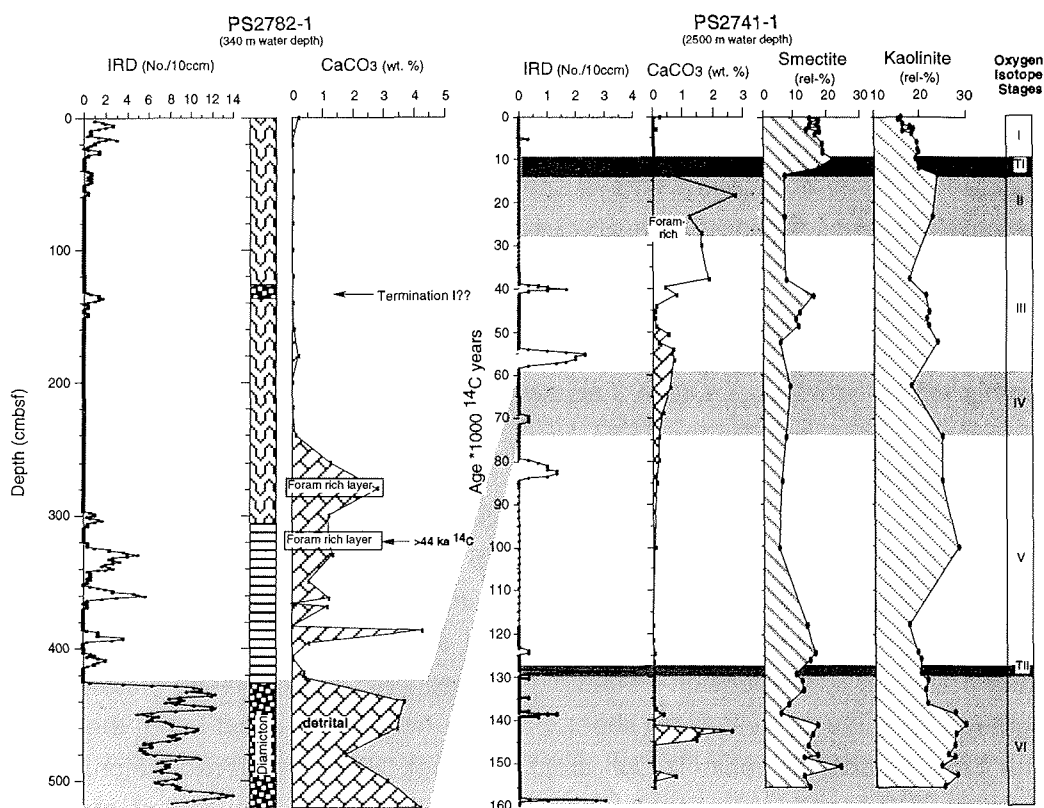 PS2782-1
(340 m water depth)
IRD (No./10ccm)
CaCO3 (wt. %)
0 2 4 6 8 10 12 14
0 1 2 3 4 5
Depth (cmbsf)
0
100
200
300
400
500
Termination I??
Foram rich layer
Foram rich layer
>44 ka 14C
detrital
Diamicton
PS2741-1
(2500 m water depth)
IRD (No./10ccm)
CaCO3 (wt. %)
Smectite
(rel-%)
Kaolinite
(rel-%)
Oxygen
Isotope
Stages
0 1 2 3 4
0 1 2 3
0 10 20 30
10 20 30
Age *1000 14C years
0
10
20
30
40
50
60
70
80
90
100
110
120
130
140
150
160
Foram-
rich
I
TI
II
III
IV
V
TII
VI